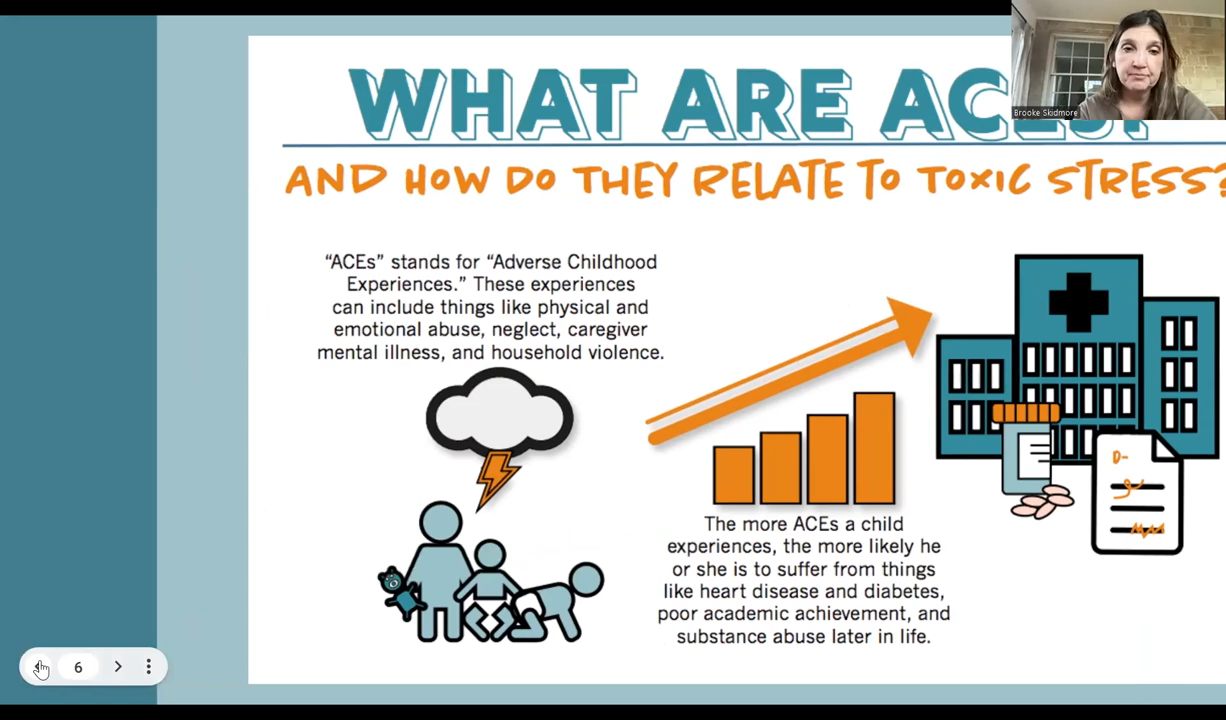 WHAT ARE ACES?
AND HOW DO THEY RELATE TO TOXIC STRESS?
Brooke Skidmore
“ACEs” stands for “Adverse Childhood
Experiences.” These experiences
can include things like physical and
emotional abuse, neglect, caregiver
mental illness, and household violence.
D-
The more ACEs a child
experiences, the more likely he
or she is to suffer from things
like heart disease and diabetes,
poor academic achievement, and
substance abuse later in life.
6